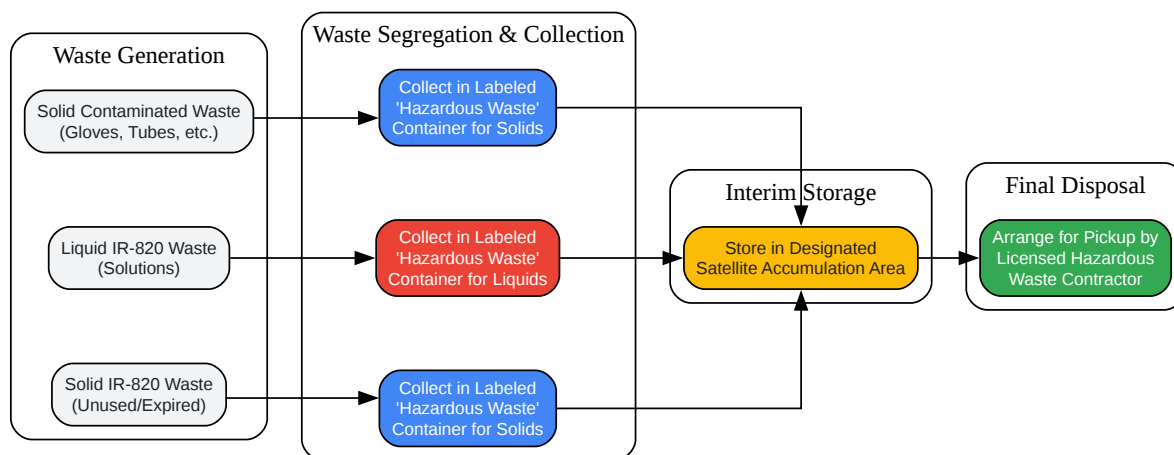 Waste Generation
Solid Contaminated Waste
(Gloves, Tubes, etc.)
Liquid IR-820 Waste
(Solutions)
Solid IR-820 Waste
(Unused/Expired)
Waste Segregation & Collection
Collect in Labeled
'Hazardous Waste'
Container for Solids
Collect in Labeled
'Hazardous Waste'
Container for Liquids
Collect in Labeled
'Hazardous Waste'
Container for Solids
Interim Storage
Store in Designated
Satellite Accumulation Area
Final Disposal
Arrange for Pickup by
Licensed Hazardous
Waste Contractor